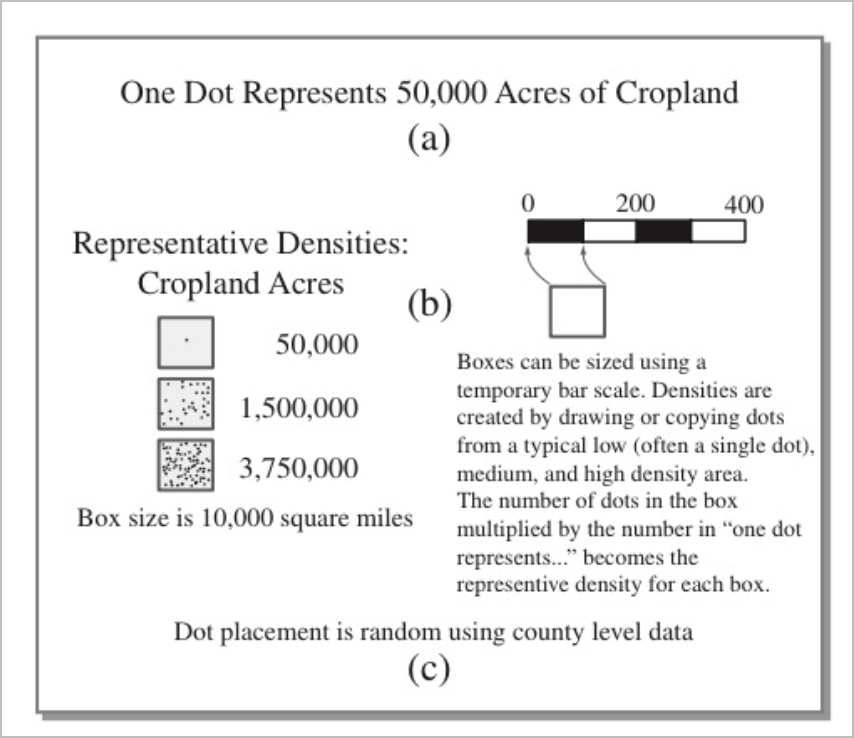 One Dot Represents 50,000 Acres of Cropland
(a)
Representative Densities:
Cropland Acres
50,000
1,500,000
3,750,000
Box size is 10,000 square miles
(b)
0 200 400
Boxes can be sized using a
temporary bar scale. Densities are
created by drawing or copying dots
from a typical low (often a single dot),
medium, and high density area.
The number of dots in the box
multiplied by the number in “one dot
represents...” becomes the
representive density for each box.
Dot placement is random using county level data
(c)